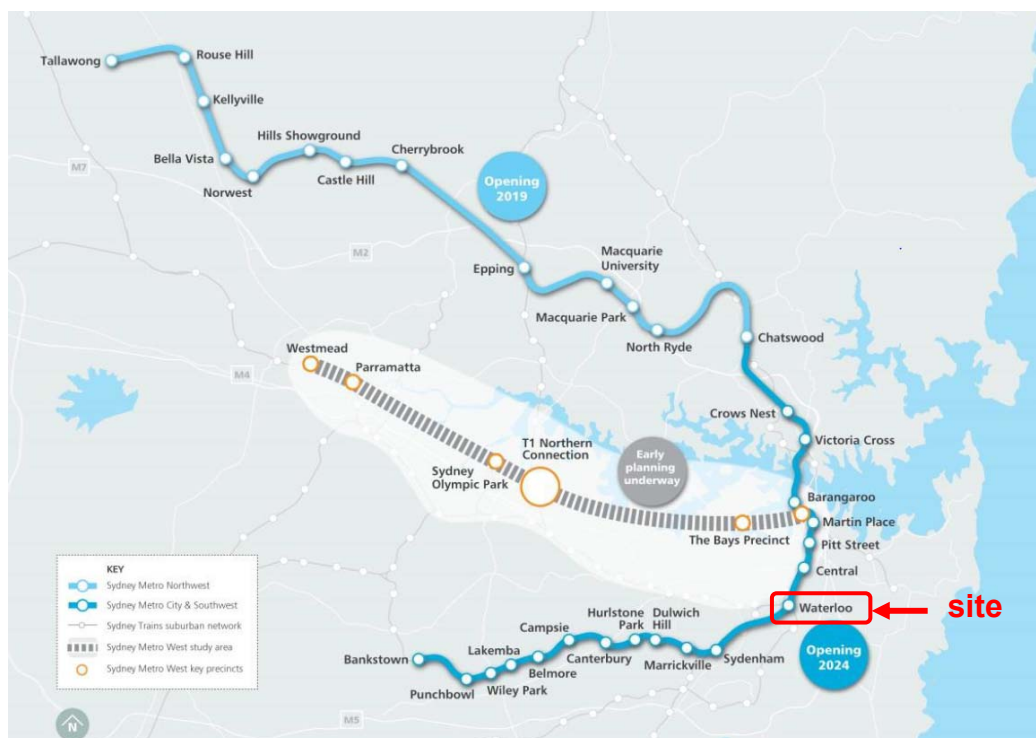 Tallawong
Rouse Hill
Kellyville
Bella Vista
Norwest
Hills Showground
Castle Hill
Cherrybrook
Opening
2019
M7
M2
Epping
Macquarie
University
Macquarie Park
North Ryde
Chatswood
Westmead
Parramatta
M4
Crows Nest
Victoria Cross
T1 Northern
Connection
Sydney
Olympic Park
Early
planning
underway
Barangaroo
Martin Place
The Bays Precinct
Pitt Street
Central
Waterloo
site
Opening
2024
KEY
Sydney Metro Northwest
Sydney Metro City & Southwest
Sydney Trains suburban network
Sydney Metro West study area
Sydney Metro West key precincts
Bankstown
Punchbowl
Lakemba
Wiley Park
Belmore
Campsie
Canterbury
Hurlstone
Park
Dulwich
Hill
Marrickville
Sydenham
M5
N